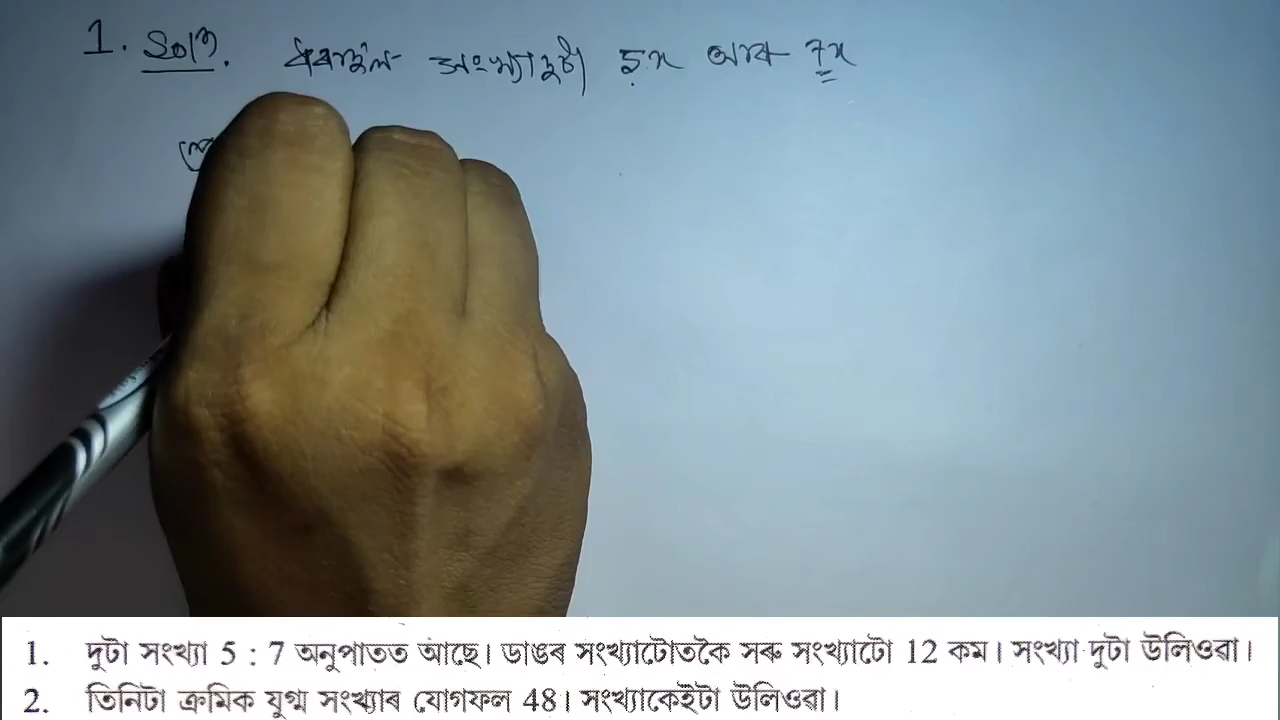 1. ধৰাহ'ল সংখ্যাদুটা 5x আৰু 7x
1. দুটা সংখ্যা 5 : 7 অনুপাতত আছে। ডাঙৰ সংখ্যাটোতকৈ সৰু সংখ্যাটো 12 কম। সংখ্যা দুটা উলিওৱা।
2. তিনিটা ক্ৰমিক যুগ্ম সংখ্যাৰ যোগফল 48। সংখ্যাকেইটা উলিওৱা।